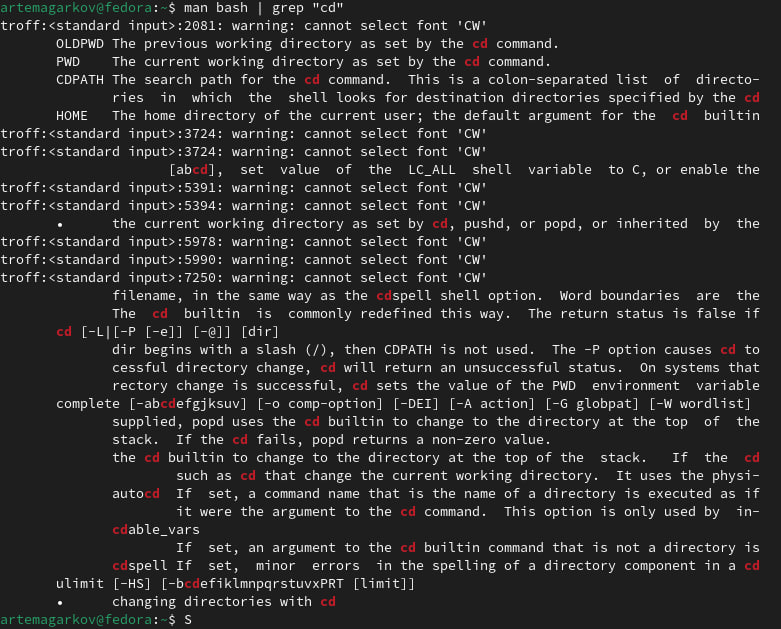 artemagarkov@fedora:~$ man bash | grep "cd"
troff:<standard input>:2081: warning: cannot select font 'CW'
OLDPWD The previous working directory as set by the cd command.
PWD    The current working directory as set by the cd command.
CDPATH The search path for the cd command.  This is a colon-separated list  of  directo-
ries  in  which  the  shell looks for destination directories specified by the cd
HOME   The home directory of the current user; the default argument for the  cd  builtin
troff:<standard input>:3724: warning: cannot select font 'CW'
troff:<standard input>:3724: warning: cannot select font 'CW'
[abcd],  set  value  of  the  LC_ALL  shell  variable  to C, or enable the
troff:<standard input>:5391: warning: cannot select font 'CW'
troff:<standard input>:5394: warning: cannot select font 'CW'
•      the current working directory as set by cd, pushd, or popd, or inherited  by  the
troff:<standard input>:5978: warning: cannot select font 'CW'
troff:<standard input>:5990: warning: cannot select font 'CW'
troff:<standard input>:7250: warning: cannot select font 'CW'
filename, in the same way as the cdspell shell option.  Word boundaries  are  the
The  cd  builtin  is  commonly redefined this way.  The return status is false if
cd [-L|[-P [-e]] [-@]] [dir]
dir begins with a slash (/), then CDPATH is not used.  The -P option causes cd to
cessful directory change, cd will return an unsuccessful status.  On systems that
rectory change is successful, cd sets the value of the PWD  environment  variable
complete [-abcdefgjksuv] [-o comp-option] [-DEI] [-A action] [-G globpat] [-W wordlist]
supplied, popd uses the cd builtin to change to the directory at the top  of  the
stack.  If the cd fails, popd returns a non-zero value.
the cd builtin to change to the directory at the top of the  stack.   If  the  cd
such as cd that change the current working directory.  It uses the physi-
autocd  If  set, a command name that is the name of a directory is executed as if
it were the argument to the cd command.  This option is only used by  in-
cdable_vars
If  set, an argument to the cd builtin command that is not a directory is
cdspell If  set,  minor  errors  in the spelling of a directory component in a cd
ulimit [-HS] [-bcdefiklmnpqrstuvxPRT [limit]]
•      changing directories with cd
artemagarkov@fedora:~$ S